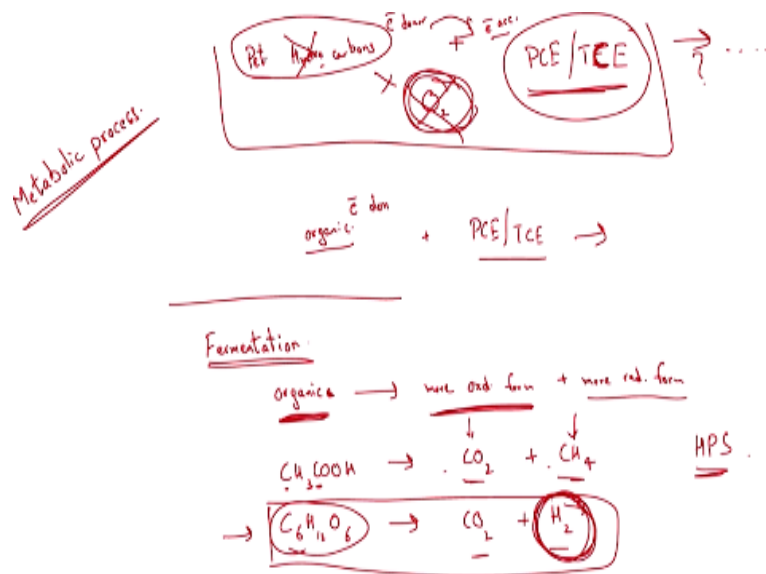 ē donor + ē acc.
Pet Hydro carbons O₂ PCE/TCE → ? ....
Metabolic process.
ē don
organic + PCE/TCE →
Fermentation.
organics → more oxd. form + more red. form
CH₃COOH → CO₂ + CH₄ HPS.
→ C₆H₁₂O₆ → CO₂ + H₂